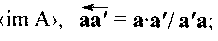 ‹im A›, aa′ = a·a′/ a′a;